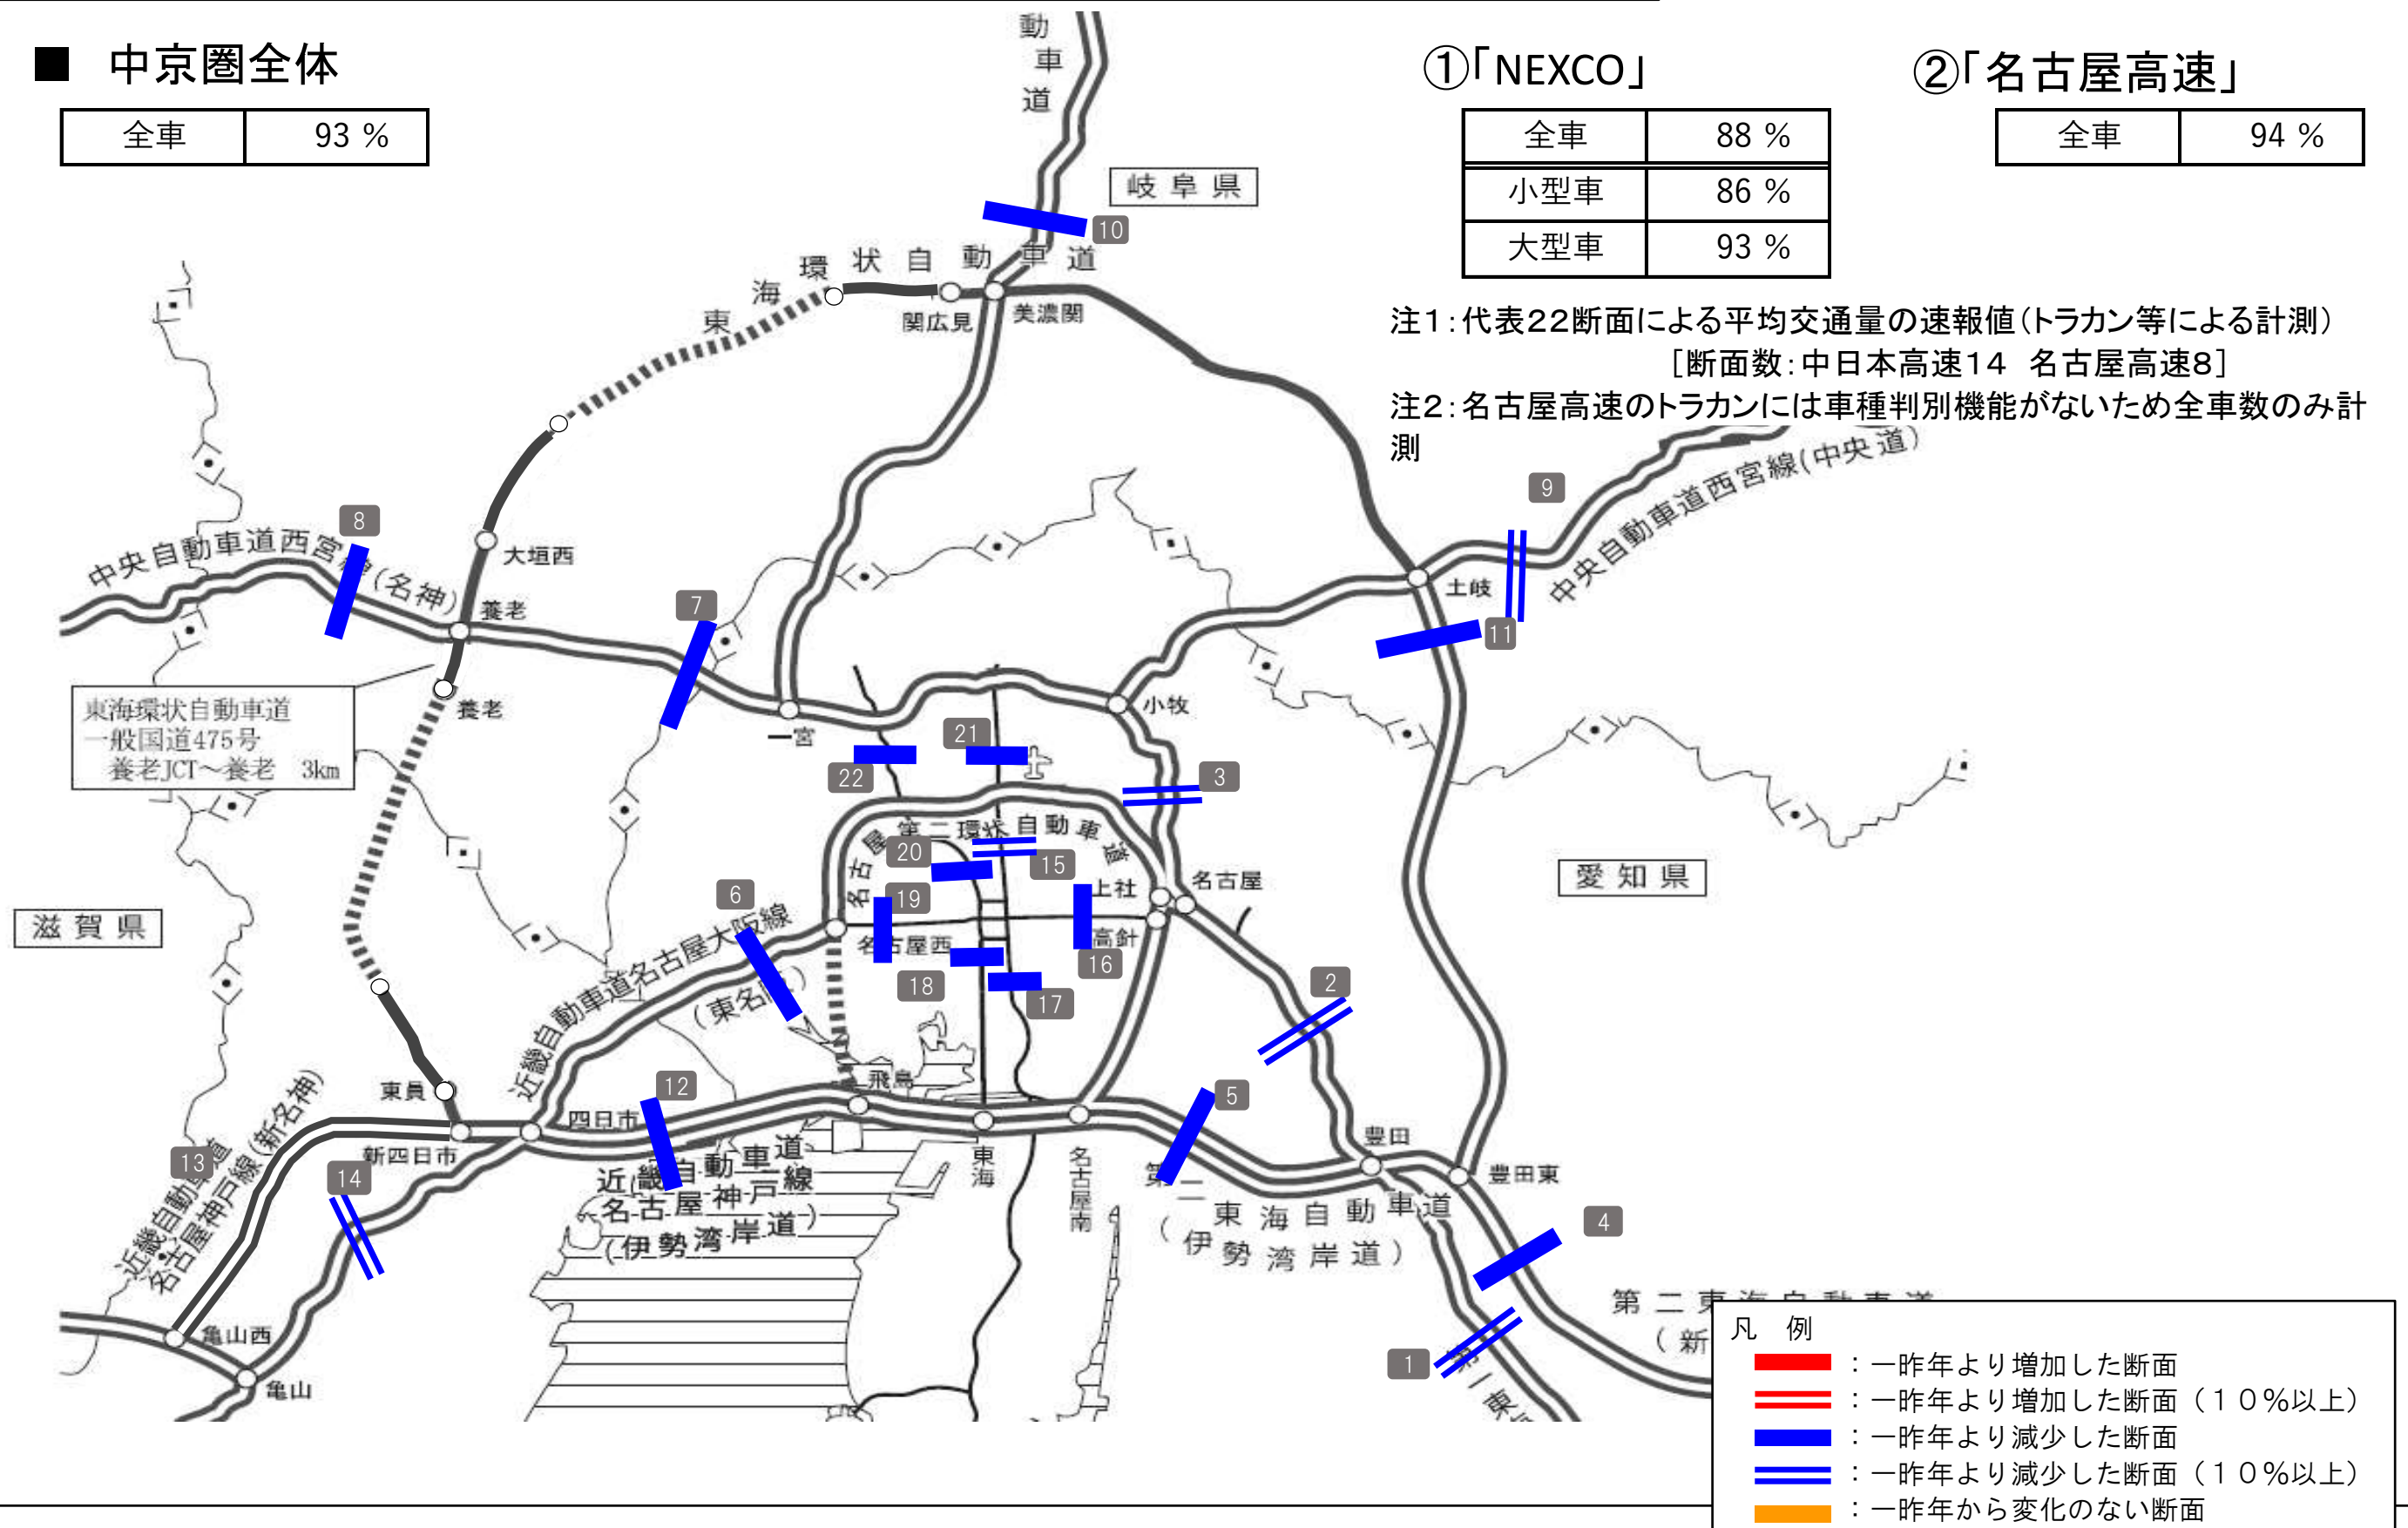 ■ 中京圏全体
全車 93 %
①「NEXCO」
全車 88 %
小型車 86 %
大型車 93 %
②「名古屋高速」
全車 94 %
注1：代表22断面による平均交通量の速報値（トラカン等による計測）
［断面数：中日本高速14　名古屋高速8］
注2：名古屋高速のトラカンには車種判別機能がないため全車数のみ計
測
動車道
岐阜県
10
東海環状自動車道
関広見
美濃関
9
中央自動車道西宮線(中央道)
8
中央自動車道西宮線(名神)
大垣西
養老
7
土岐
11
東海環状自動車道
一般国道475号
養老JCT～養老　3km
養老
一宮
小牧
21
22
3
名古屋第二環状自動車道
20
15
上社
名古屋
愛知県
19
6
滋賀県
名古屋西
高針
16
18
17
2
近畿自動車道名古屋大阪線
東員
12
飛島
5
四日市
新四日市
13
14
近畿自動車道
名古屋神戸線(新名神)
近畿自動車道
名古屋神戸線
(伊勢湾岸道)
東海
名古屋南
豊田
豊田東
第二東海自動車道
(伊勢湾岸道)
4
亀山西
亀山
1
凡　例
：一昨年より増加した断面
：一昨年より増加した断面（１０％以上）
：一昨年より減少した断面
：一昨年より減少した断面（１０％以上）
：一昨年から変化のない断面